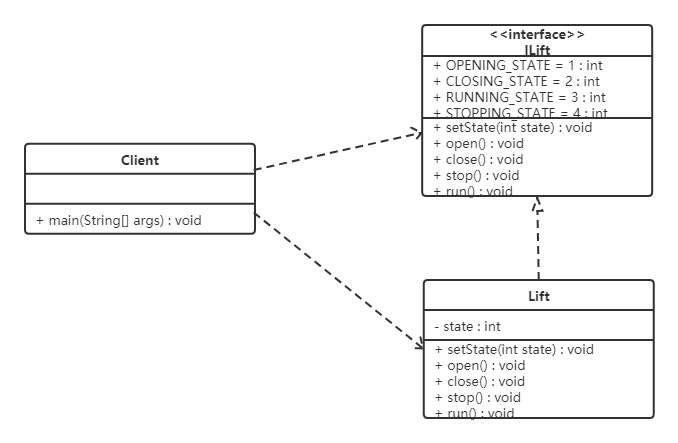 <<interface>>
ILift
+ OPENING_STATE = 1 : int
+ CLOSING_STATE = 2 : int
+ RUNNING_STATE = 3 : int
+ STOPPING_STATE = 4 : int
+ setState(int state) : void
+ open() : void
+ close() : void
+ stop() : void
+ run() : void
Client
+ main(String[] args) : void
Lift
- state : int
+ setState(int state) : void
+ open() : void
+ close() : void
+ stop() : void
+ run() : void